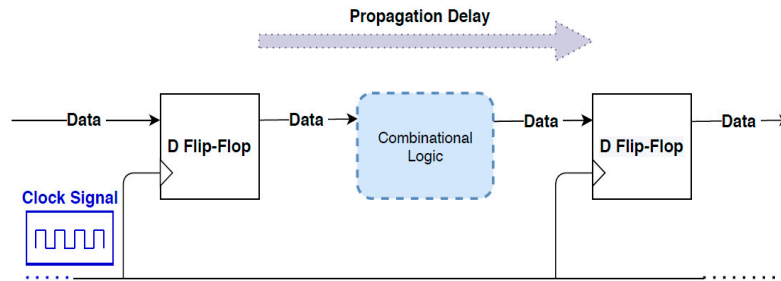 Propagation Delay
Data
D Flip-Flop
Data
Combinational
Logic
Data
D Flip-Flop
Data
Clock Signal